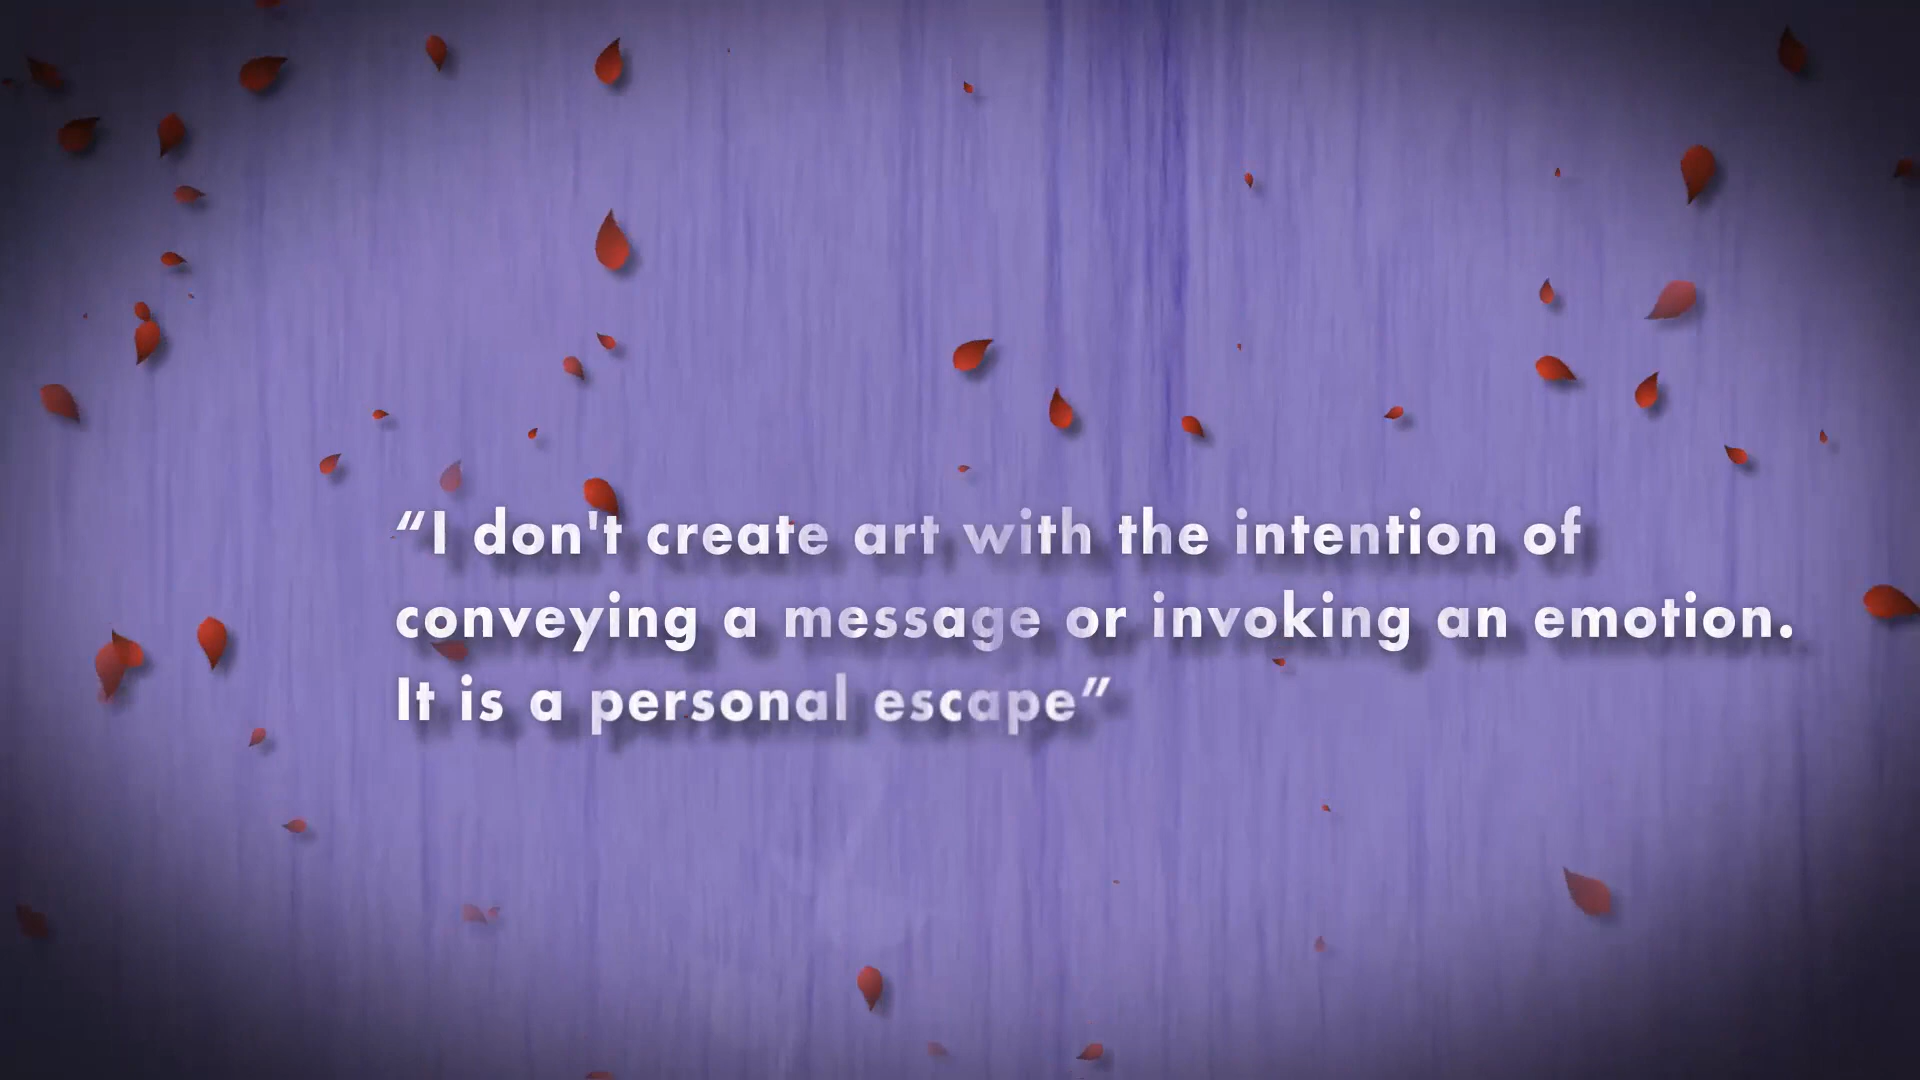 “I don't create art with the intention of
conveying a message or invoking an emotion.
It is a personal escape”